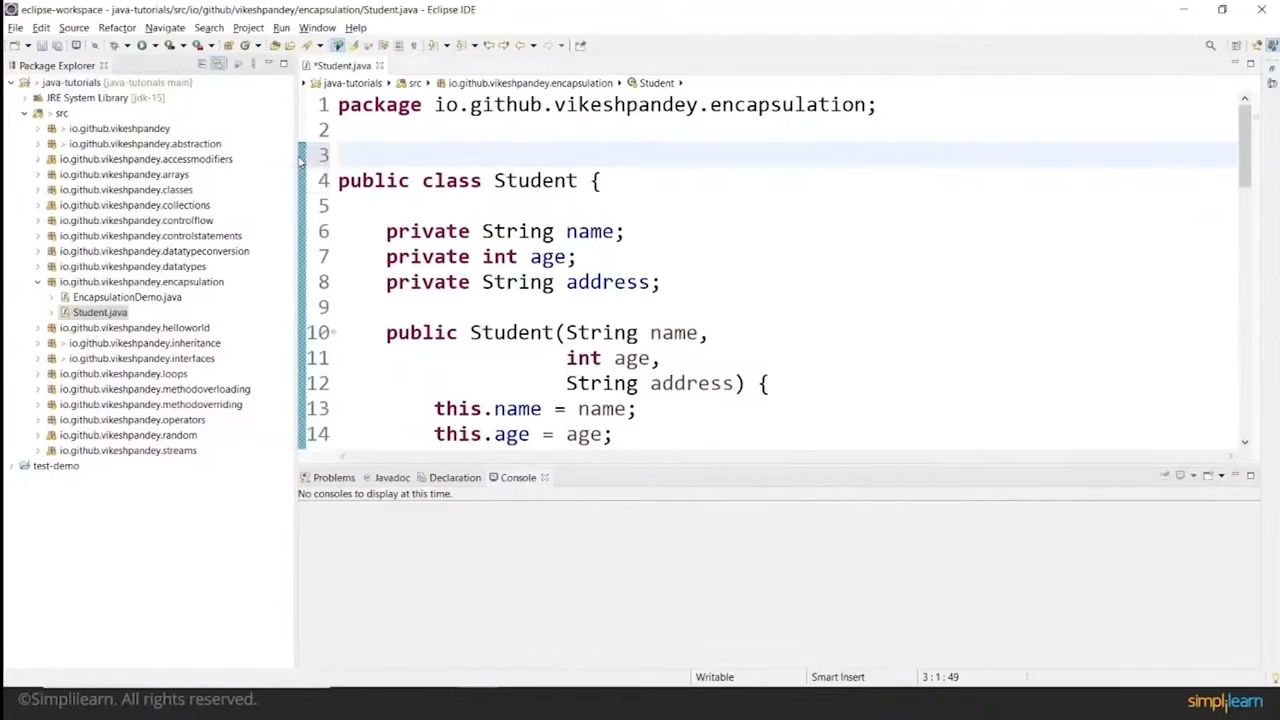 eclipse-workspace - java-tutorials/src/io/github/vikeshpandey/encapsulation/Student.java - Eclipse IDE
File Edit Source Refactor Navigate Search Project Run Window Help
Package Explorer
*Student.java
java-tutorials [java-tutorials main]
java-tutorials src io.github.vikeshpandey.encapsulation Student
JRE System Library [jdk-15]
src
io.github.vikeshpandey
io.github.vikeshpandey.abstraction
io.github.vikeshpandey.accessmodifiers
io.github.vikeshpandey.arrays
io.github.vikeshpandey.classes
io.github.vikeshpandey.collections
io.github.vikeshpandey.controlflow
io.github.vikeshpandey.controlstatements
io.github.vikeshpandey.datatypeconversion
io.github.vikeshpandey.datatypes
io.github.vikeshpandey.encapsulation
EncapsulationDemo.java
Student.java
io.github.vikeshpandey.helloworld
io.github.vikeshpandey.inheritance
io.github.vikeshpandey.interfaces
io.github.vikeshpandey.loops
io.github.vikeshpandey.methodoverloading
io.github.vikeshpandey.methodoverriding
io.github.vikeshpandey.operators
io.github.vikeshpandey.random
io.github.vikeshpandey.streams
test-demo
1 package io.github.vikeshpandey.encapsulation;
2
3
4 public class Student {
5
6 private String name;
7 private int age;
8 private String address;
9
10 public Student(String name,
11 int age,
12 String address) {
13 this.name = name;
14 this.age = age;
Problems Javadoc Declaration Console
No consoles to display at this time.
Writable Smart Insert 3 : 1 : 49
©Simplilearn. All rights reserved.
simplilearn